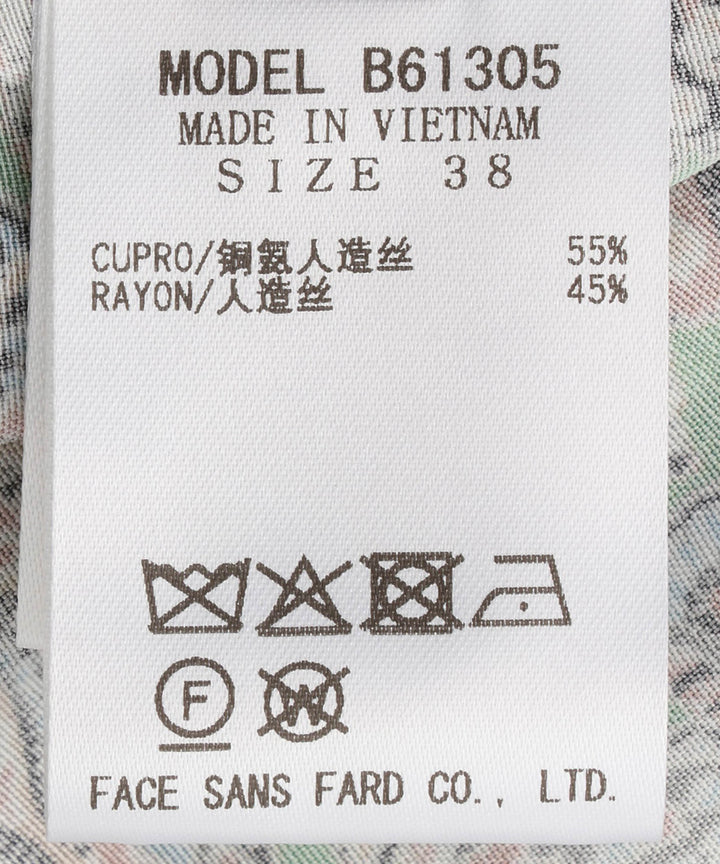 MODEL B61305
MADE IN VIETNAM
SIZE 38
CUPRO/铜氨人造丝 55%
RAYON/人造丝 45%
F W
FACE SANS FARD CO., LTD.